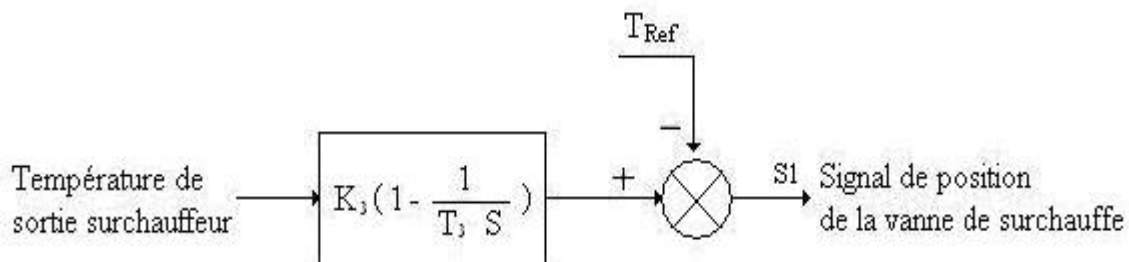 T_Ref
−
Température de
sortie surchauffeur
K₃(1 - 1/(T₃ S))
+
S1
Signal de position
de la vanne de surchauffe